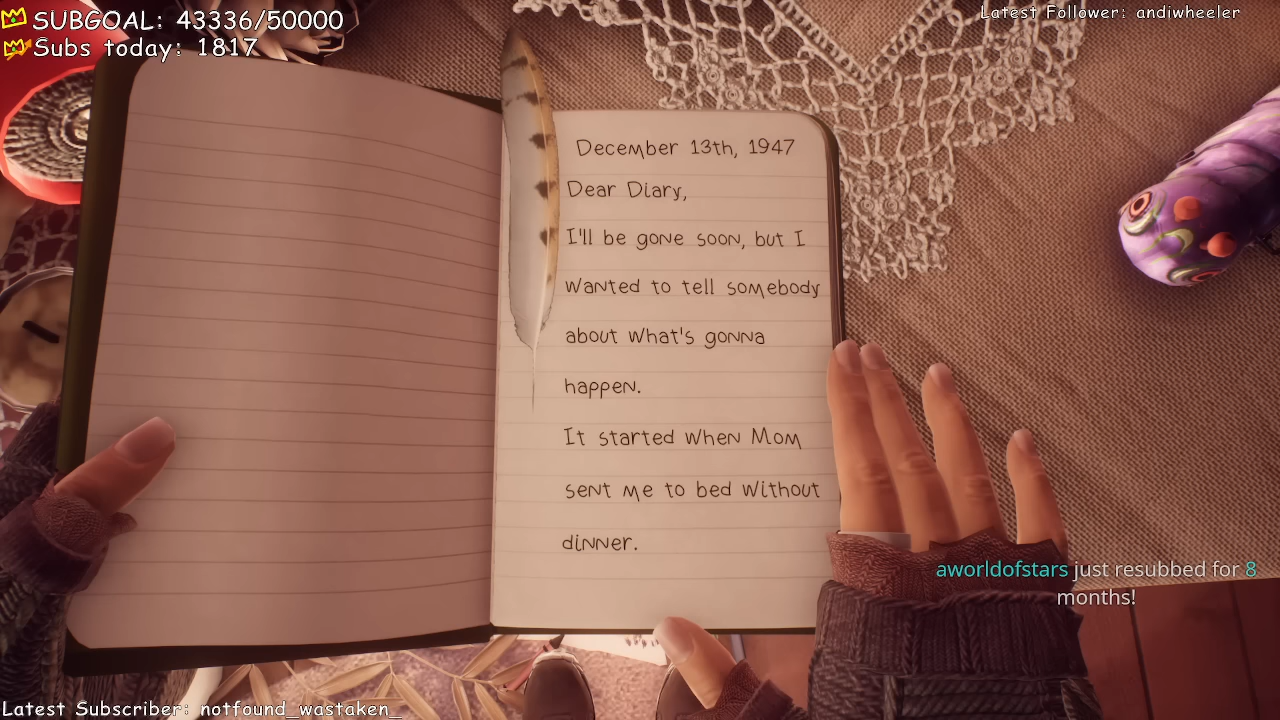 SUBGOAL: 43336/50000
Subs today: 1817
Latest Follower: andiwheeler
December 13th, 1947
Dear Diary,
I'll be gone soon, but I
wanted to tell somebody
about what's gonna
happen.
It started when Mom
sent me to bed without
dinner.
aworldofstars just resubbed for 8
months!
Latest Subscriber: notfound_wastaken_